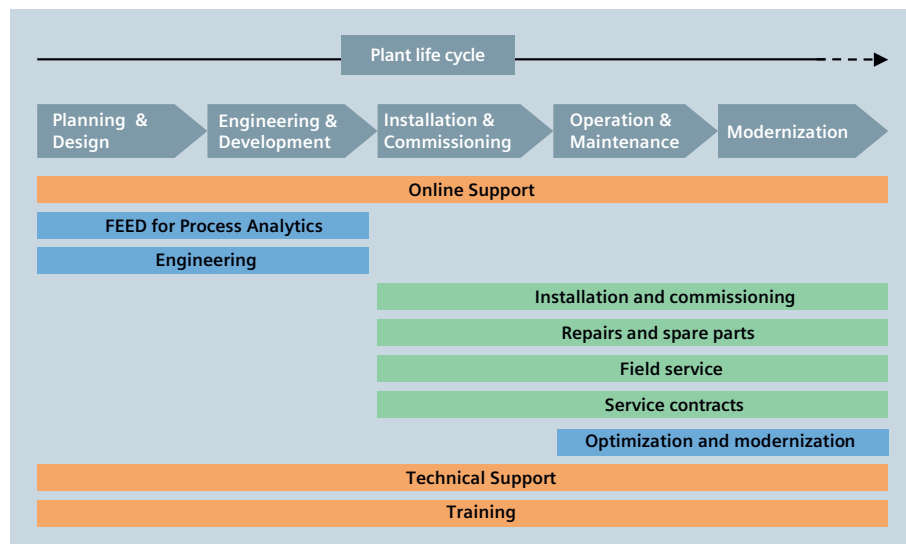 Plant life cycle
Planning & 
Design
Engineering &
Development
Installation &
Commissioning
Operation &
Maintenance
Modernization
Online Support
FEED for Process Analytics
Engineering
Installation and commissioning
Repairs and spare parts
Field service
Service contracts
Optimization and modernization
Technical Support
Training